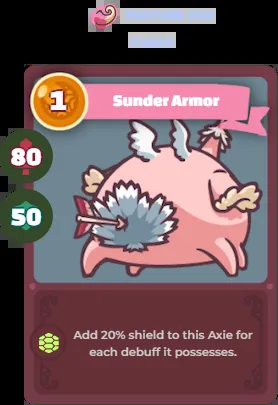 1
Sunder Armor
80
50
Add 20% shield to this Axie for
each debuff it possesses.